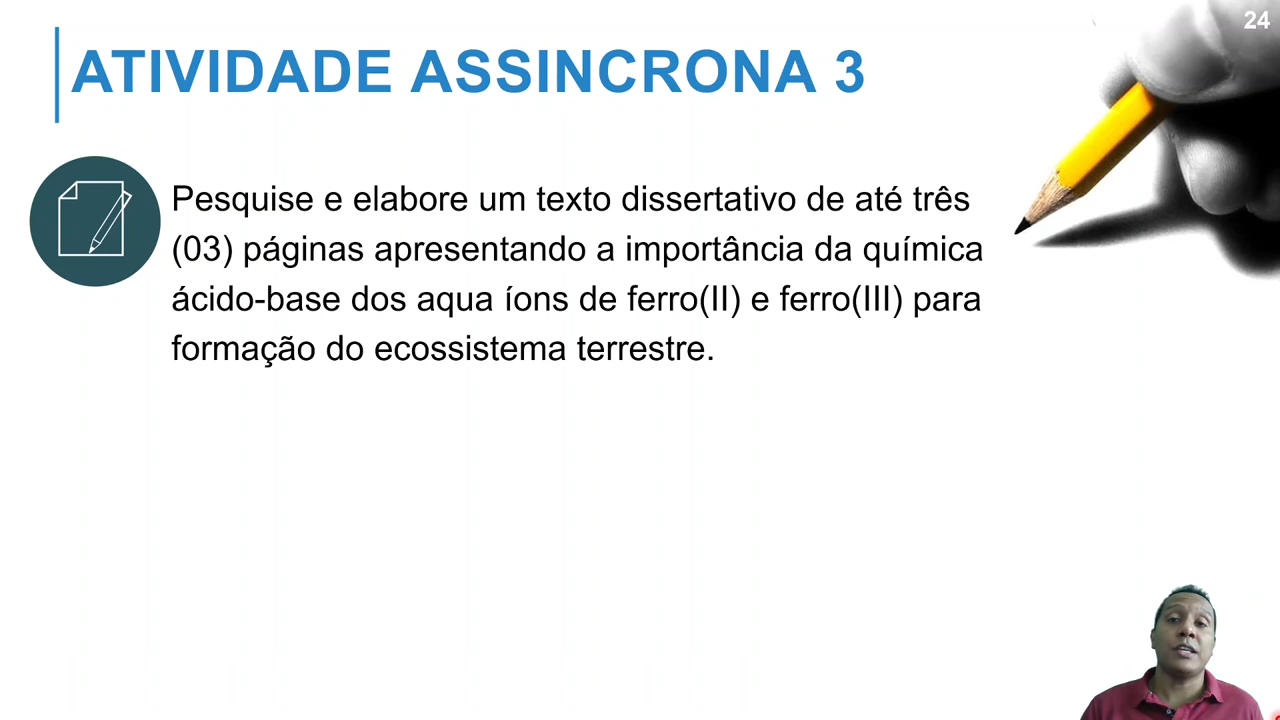 24
ATIVIDADE ASSINCRONA 3
Pesquise e elabore um texto dissertativo de até três
(03) páginas apresentando a importância da química
ácido-base dos aqua íons de ferro(II) e ferro(III) para
formação do ecossistema terrestre.